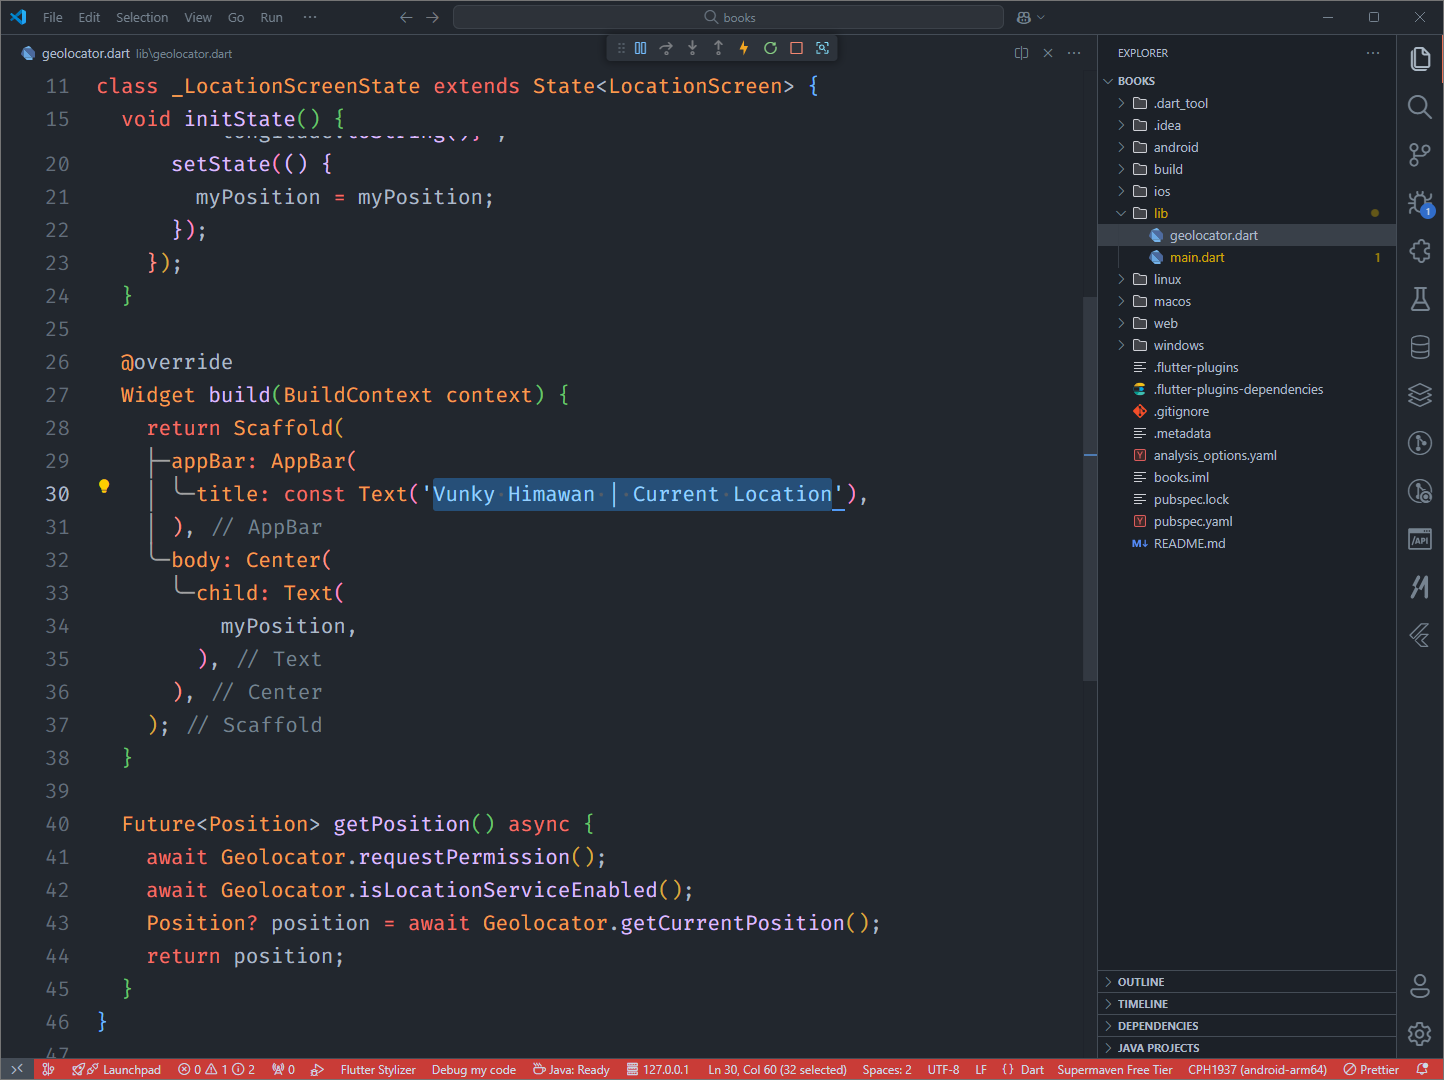 File Edit Selection View Go Run ··· books
geolocator.dart lib\geolocator.dart
11 class _LocationScreenState extends State<LocationScreen> {
15 void initState() {
longitude.toString()}';
20 setState(() {
21 myPosition = myPosition;
22 });
23 });
24 }
25
26 @override
27 Widget build(BuildContext context) {
28 return Scaffold(
29 appBar: AppBar(
30 title: const Text('Vunky Himawan | Current Location'),
31 ), // AppBar
32 body: Center(
33 child: Text(
34 myPosition,
35 ), // Text
36 ), // Center
37 ); // Scaffold
38 }
39
40 Future<Position> getPosition() async {
41 await Geolocator.requestPermission();
42 await Geolocator.isLocationServiceEnabled();
43 Position? position = await Geolocator.getCurrentPosition();
44 return position;
45 }
46 }
47
EXPLORER
BOOKS
.dart_tool
.idea
android
build
ios
lib
geolocator.dart
main.dart 1
linux
macos
web
windows
.flutter-plugins
.flutter-plugins-dependencies
.gitignore
.metadata
analysis_options.yaml
books.iml
pubspec.lock
pubspec.yaml
README.md
OUTLINE
TIMELINE
DEPENDENCIES
JAVA PROJECTS
1
/API
Launchpad 0 1 2 0 Flutter Stylizer Debug my code Java: Ready 127.0.0.1 Ln 30, Col 60 (32 selected) Spaces: 2 UTF-8 LF {} Dart Supermaven Free Tier CPH1937 (android-arm64) Prettier